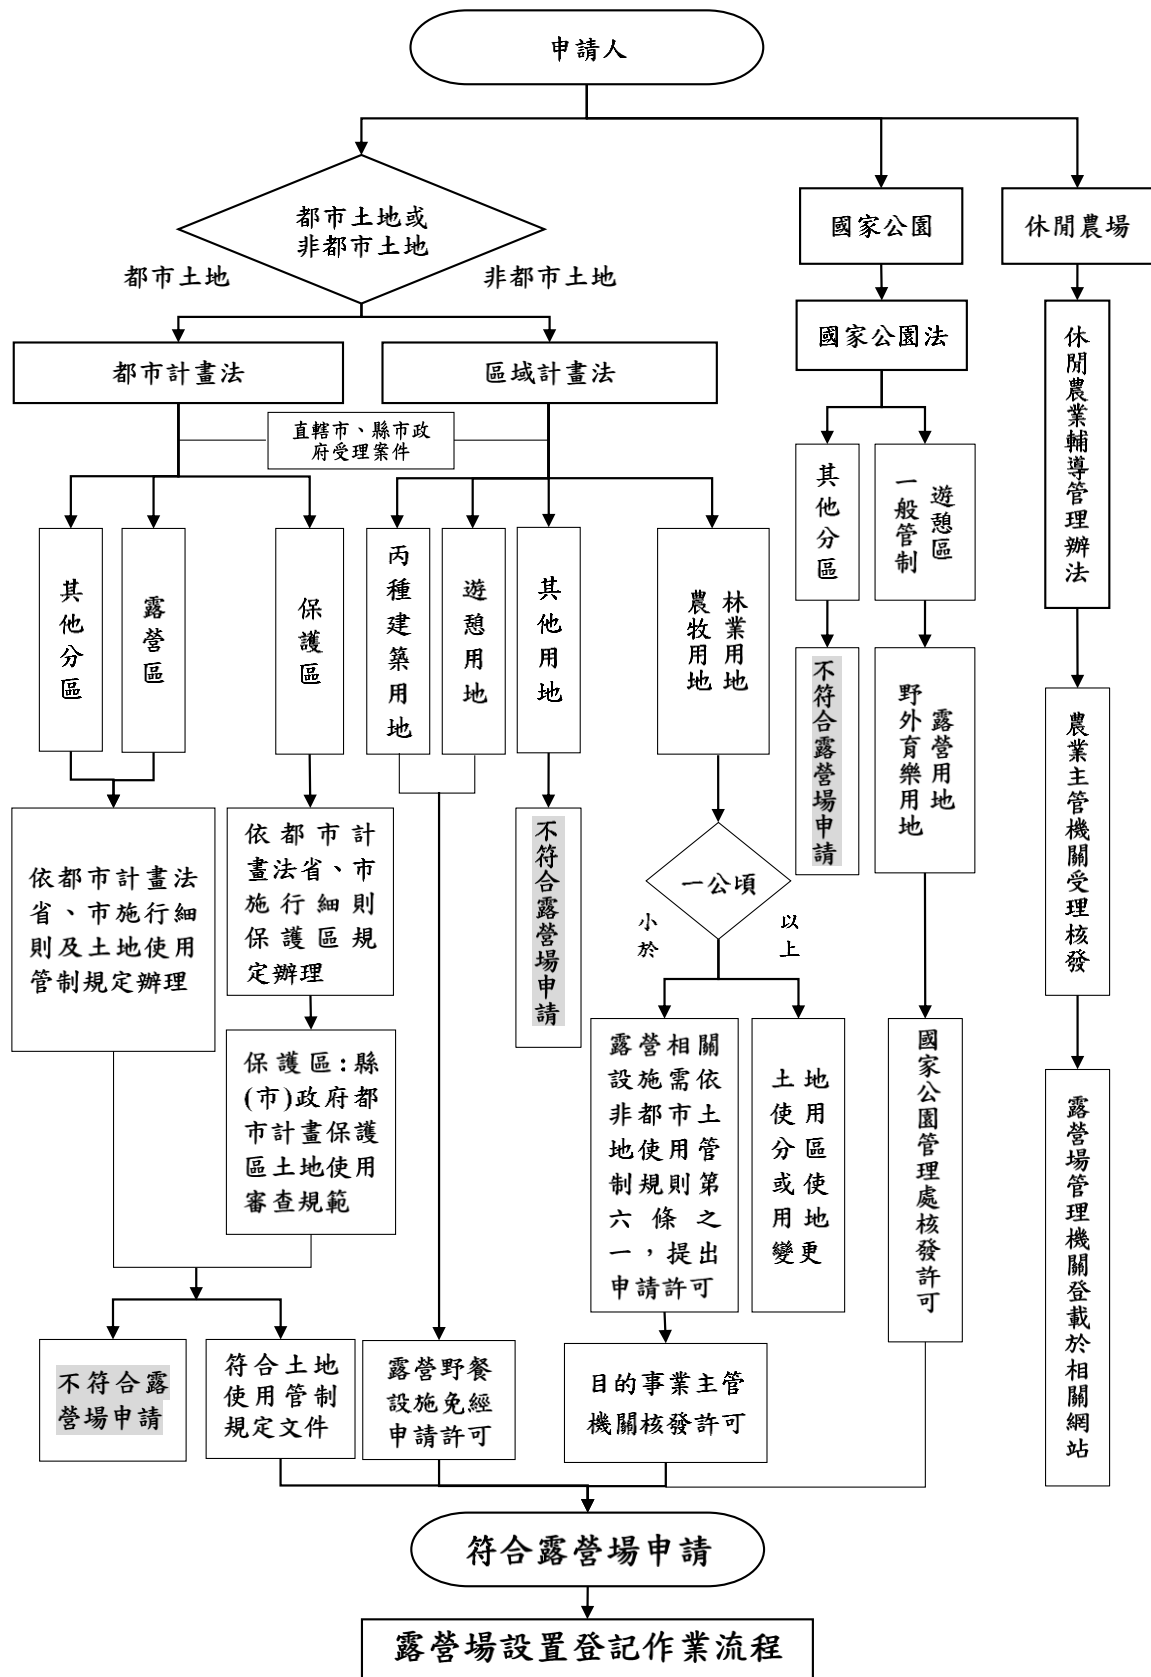 申請人
都市土地或
非都市土地
都市土地
非都市土地
國家公園
休閒農場
都市計畫法
區域計畫法
國家公園法
休閒農業輔導管理辦法
直轄市、縣市政
府受理案件
其他分區
露營區
保護區
丙種建築用地
遊憩用地
其他用地
林業用地
農牧用地
其他分區
遊憩區
一般管制
不符合露營場申請
露營用地
野外育樂用地
農業主管機關受理核發
依都市計畫法
省、市施行細
則及土地使用
管制規定辦理
依都市計
畫法省、市
施行細則
保護區規
定辦理
不符合露營場申請
一公頃
小於
以上
保護區:縣
(市)政府都
市計畫保護
區土地使用
審查規範
露營相關
設施需依
非都市土
地使用管
制規則第
六條之
一，提出
申請許可
土地
使用
分區
或使
用地
變更
國家公園管理處核發許可
露營場管理機關登載於相關網站
不符合露
營場申請
符合土地
使用管制
規定文件
露營野餐
設施免經
申請許可
目的事業主管
機關核發許可
符合露營場申請
露營場設置登記作業流程